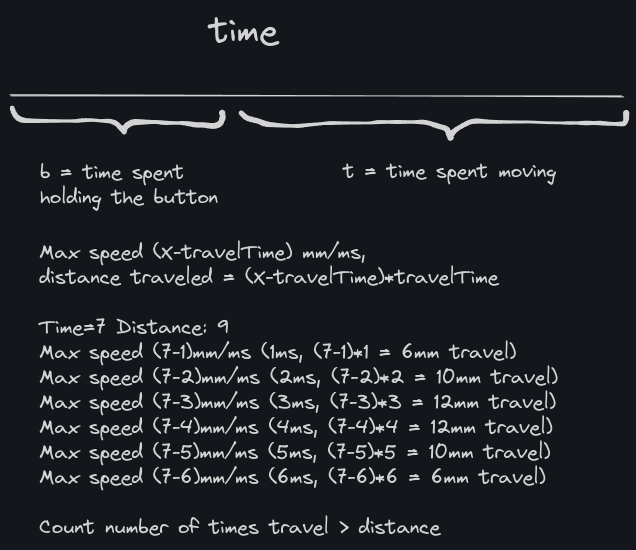 time
b = time spent
holding the button
t = time spent moving
Max speed (X-travelTime) mm/ms,
distance traveled = (X-travelTime)*travelTime
Time=7 Distance: 9
Max speed (7-1)mm/ms (1ms, (7-1)*1 = 6mm travel)
Max speed (7-2)mm/ms (2ms, (7-2)*2 = 10mm travel)
Max speed (7-3)mm/ms (3ms, (7-3)*3 = 12mm travel)
Max speed (7-4)mm/ms (4ms, (7-4)*4 = 12mm travel)
Max speed (7-5)mm/ms (5ms, (7-5)*5 = 10mm travel)
Max speed (7-6)mm/ms (6ms, (7-6)*6 = 6mm travel)
Count number of times travel > distance